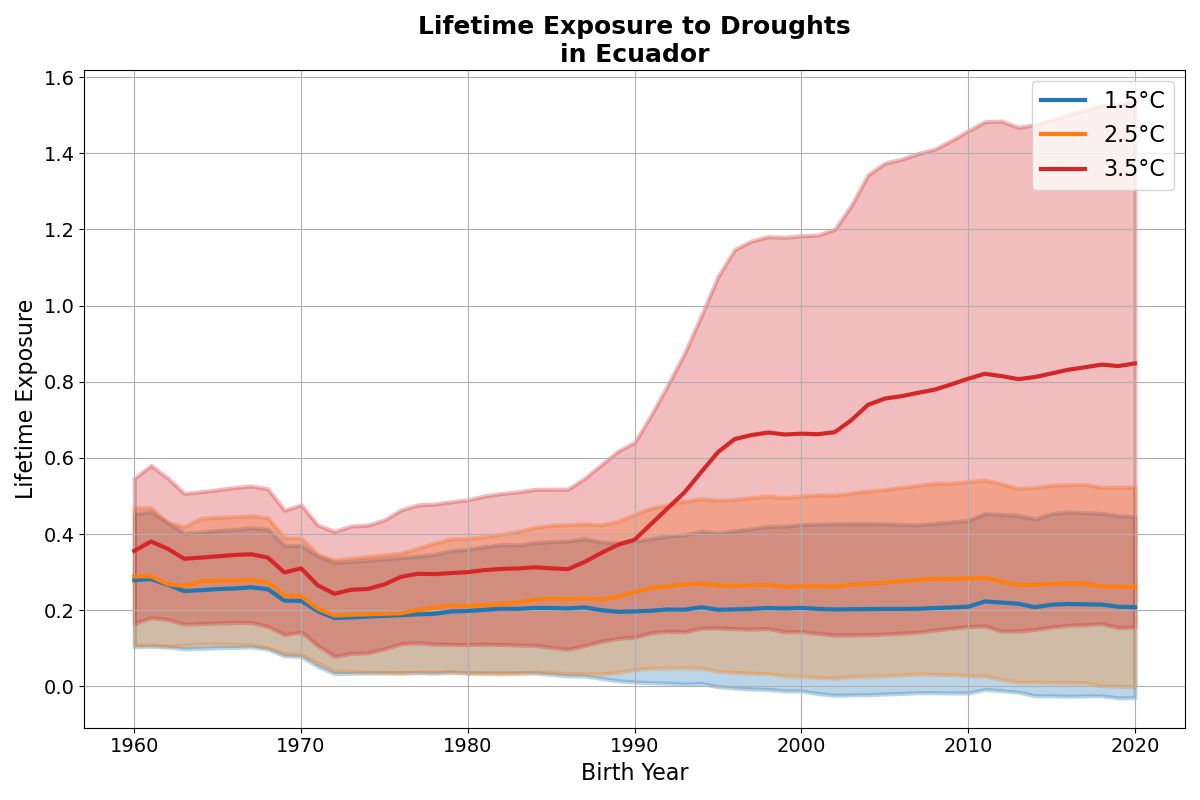 Lifetime Exposure to Droughts
in Ecuador
1.5°C
2.5°C
3.5°C
Lifetime Exposure
1.6
1.4
1.2
1.0
0.8
0.6
0.4
0.2
0.0
1960 1970 1980 1990 2000 2010 2020
Birth Year